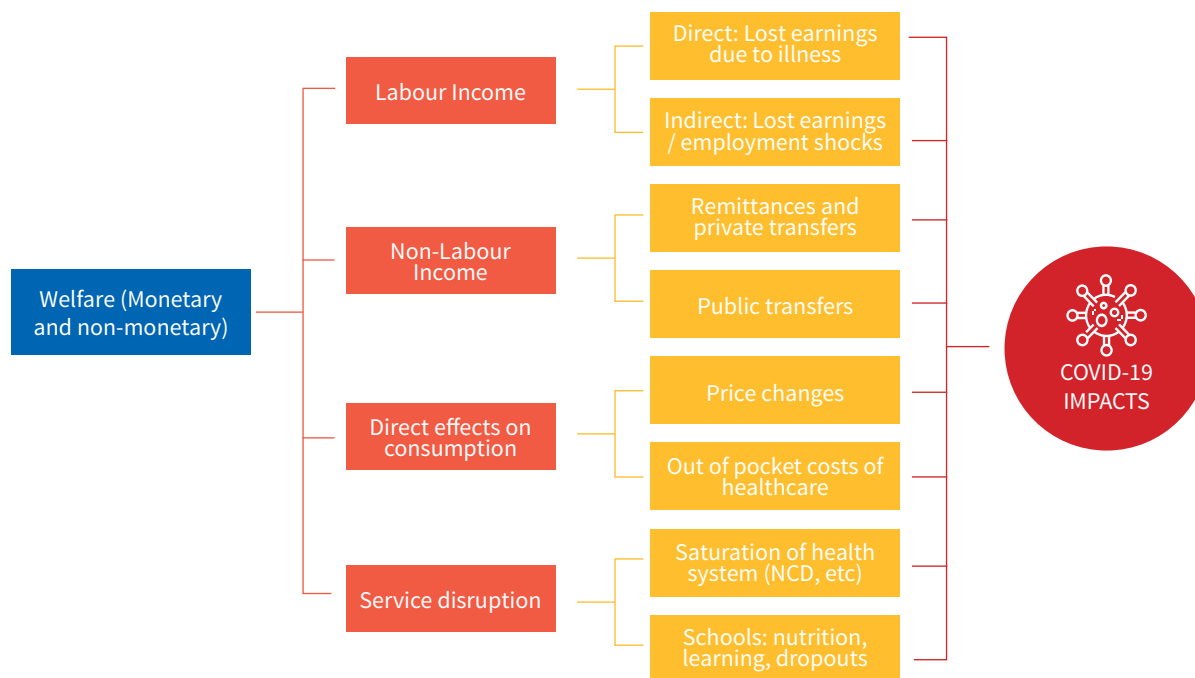 Welfare (Monetary
and non-monetary)
Labour Income
Non-Labour
Income
Direct effects on
consumption
Service disruption
Direct: Lost earnings
due to illness
Indirect: Lost earnings
/ employment shocks
Remittances and
private transfers
Public transfers
Price changes
Out of pocket costs of
healthcare
Saturation of health
system (NCD, etc)
Schools: nutrition,
learning, dropouts
COVID-19
IMPACTS